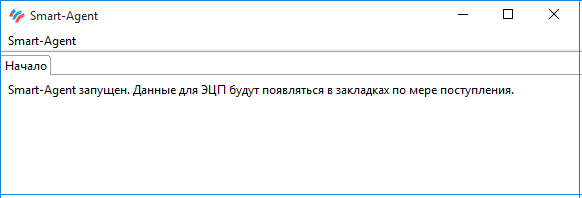 Smart-Agent
Smart-Agent
Начало
Smart-Agent запущен. Данные для ЭЦП будут появляться в закладках по мере поступления.